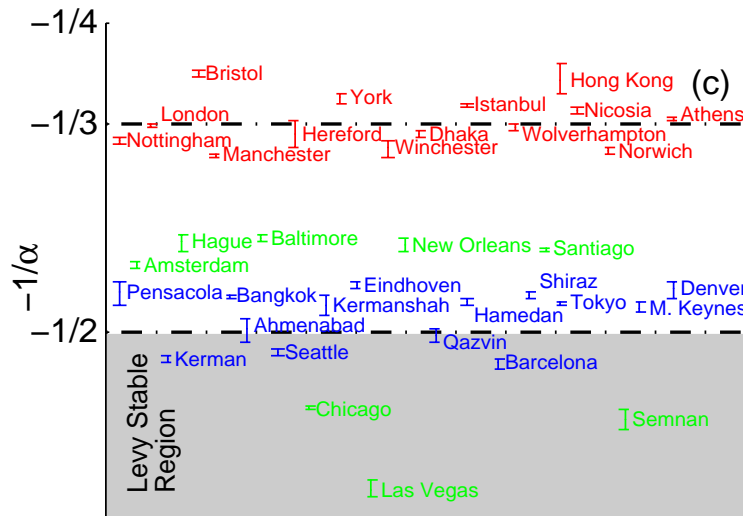 −1/4
Bristol
Hong Kong
(c)
York
London
Istanbul
Nicosia
Athens
−1/3
Nottingham
Hereford
Dhaka
Wolverhampton
Manchester
Winchester
Norwich
Hague
Baltimore
New Orleans
Santiago
Amsterdam
−1/α
Pensacola
Bangkok
Eindhoven
Kermanshah
Shiraz
Hamedan
Tokyo
Denver
M. Keynes
−1/2
Ahmenabad
Kerman
Seattle
Qazvin
Barcelona
Levy Stable
Region
Chicago
Semnan
Las Vegas